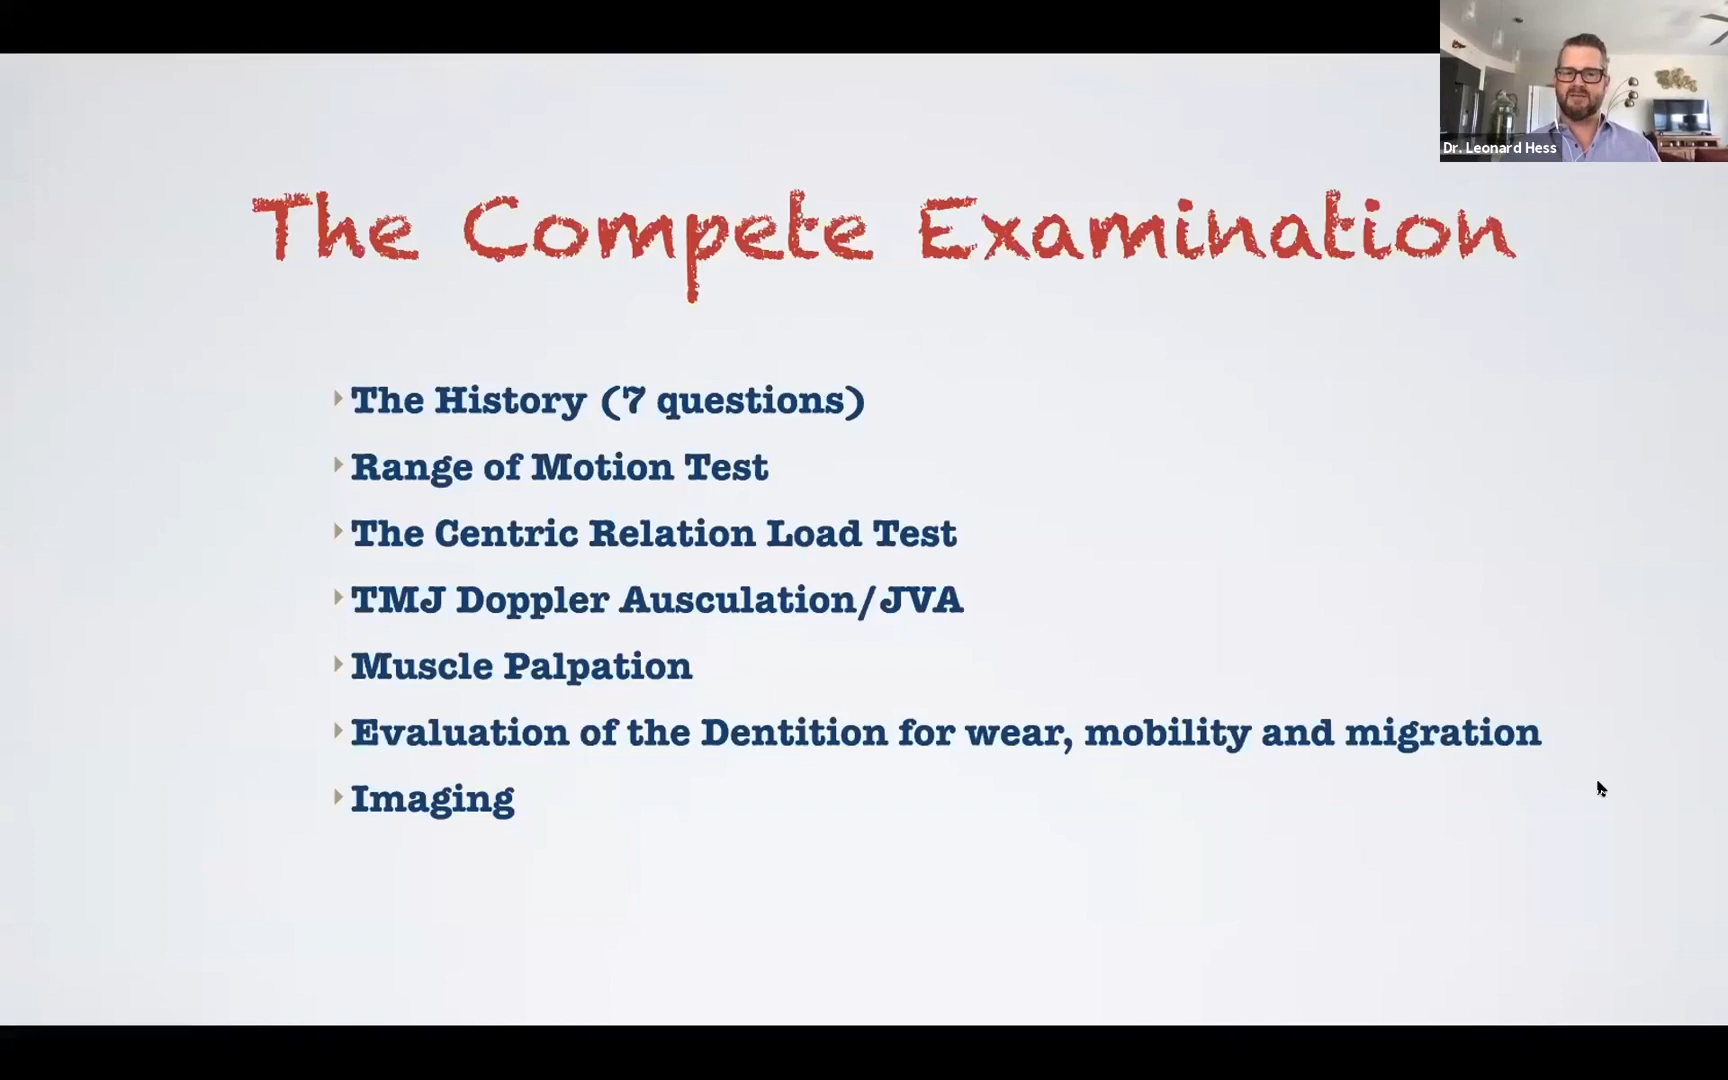 Dr. Leonard Hess
The Compete Examination
The History (7 questions)
Range of Motion Test
The Centric Relation Load Test
TMJ Doppler Ausculation/JVA
Muscle Palpation
Evaluation of the Dentition for wear, mobility and migration
Imaging